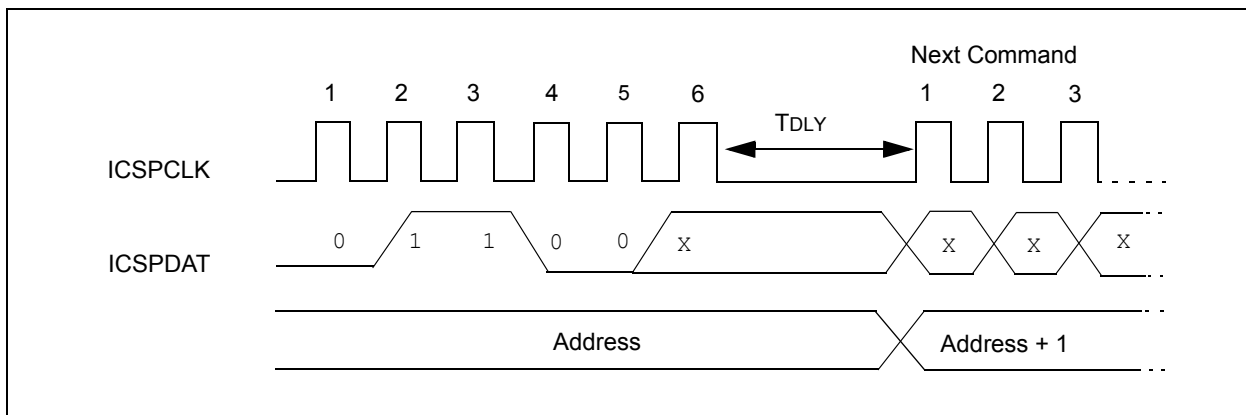 Next Command
1 2 3 4 5 6 1 2 3
TDLY
ICSPCLK
0 1 1 0 0 X X X X
ICSPDAT
Address Address + 1